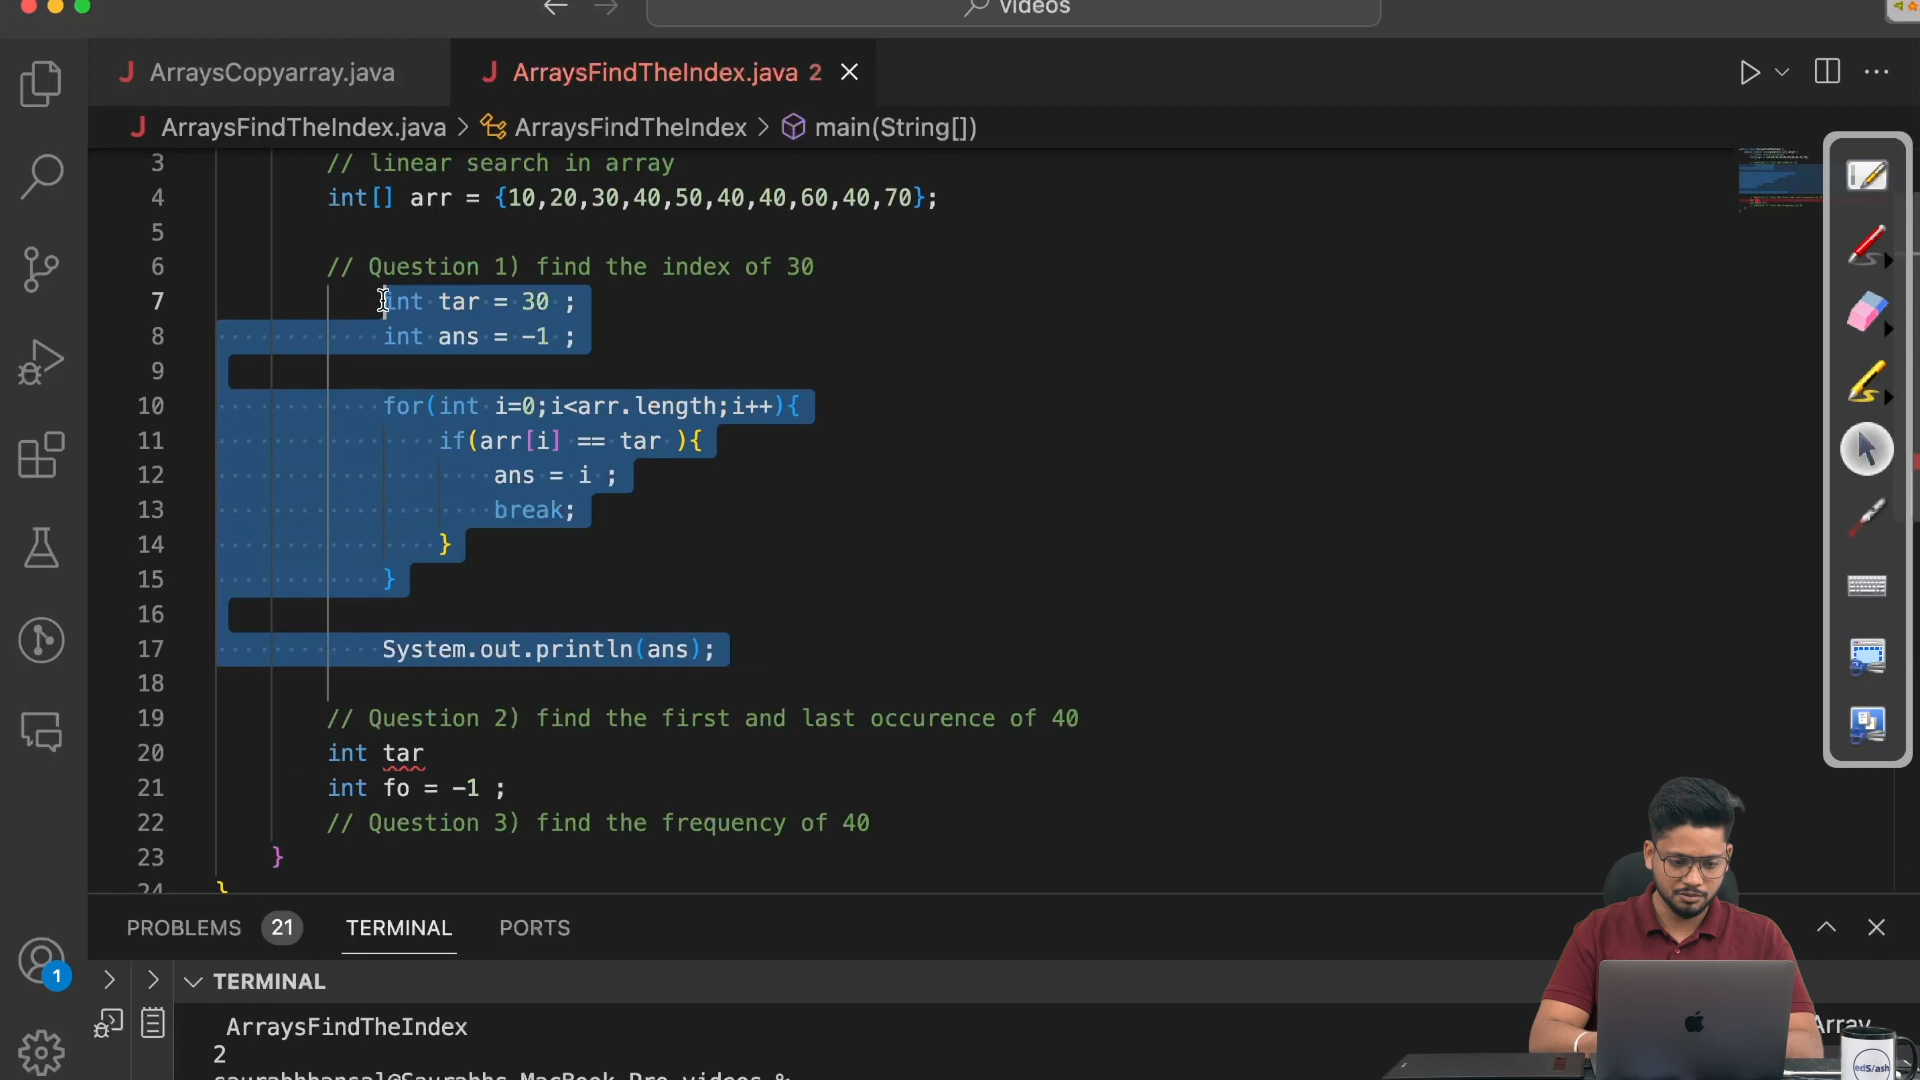 videos
ArraysCopyarray.java
ArraysFindTheIndex.java 2
ArraysFindTheIndex.java > ArraysFindTheIndex > main(String[])
3 // linear search in array
4 int[] arr = {10,20,30,40,50,40,40,60,40,70};
5
6 // Question 1) find the index of 30
7 int tar = 30 ;
8 int ans = -1 ;
9
10 for(int i=0;i<arr.length;i++){
11 if(arr[i] == tar ){
12 ans = i ;
13 break;
14 }
15 }
16
17 System.out.println(ans);
18
19 // Question 2) find the first and last occurence of 40
20 int tar
21 int fo = -1 ;
22 // Question 3) find the frequency of 40
23 }
24 }
PROBLEMS 21 TERMINAL PORTS
1
TERMINAL
ArraysFindTheIndex
2
saurabhbansal@Saurabhs-MacBook-Pro videos %
Array
edSlash